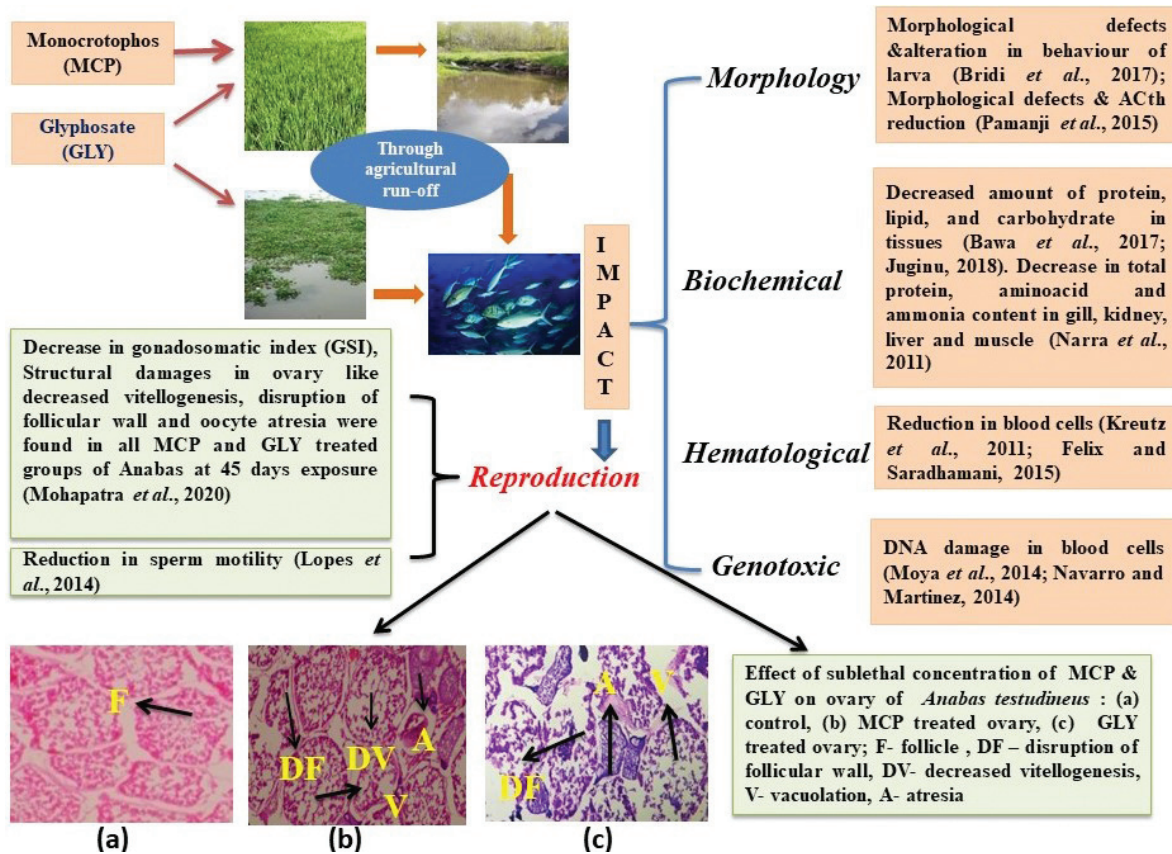 Monocrotophos
(MCP)
Glyphosate
(GLY)
Through
agricultural
run-off
I
M
P
A
C
T
Morphology
Morphological defects
&alteration in behaviour of
larva (Bridi et al., 2017);
Morphological defects & ACth
reduction (Pamanji et al., 2015)
Biochemical
Decreased amount of protein,
lipid, and carbohydrate in
tissues (Bawa et al., 2017;
Juginu, 2018). Decrease in total
protein, aminoacid and
ammonia content in gill, kidney,
liver and muscle (Narra et al.,
2011)
Hematological
Reduction in blood cells (Kreutz
et al., 2011; Felix and
Saradhamani, 2015)
Genotoxic
DNA damage in blood cells
(Moya et al., 2014; Navarro and
Martinez, 2014)
Reproduction
Decrease in gonadosomatic index (GSI),
Structural damages in ovary like
decreased vitellogenesis, disruption of
follicular wall and oocyte atresia were
found in all MCP and GLY treated
groups of Anabas at 45 days exposure
(Mohapatra et al., 2020)
Reduction in sperm motility (Lopes et
al., 2014)
F
(a)
DF
DV
A
V
(b)
A
V
DF
(c)
Effect of sublethal concentration of MCP &
GLY on ovary of Anabas testudineus : (a)
control, (b) MCP treated ovary, (c) GLY
treated ovary; F- follicle , DF – disruption of
follicular wall, DV- decreased vitellogenesis,
V- vacuolation, A- atresia